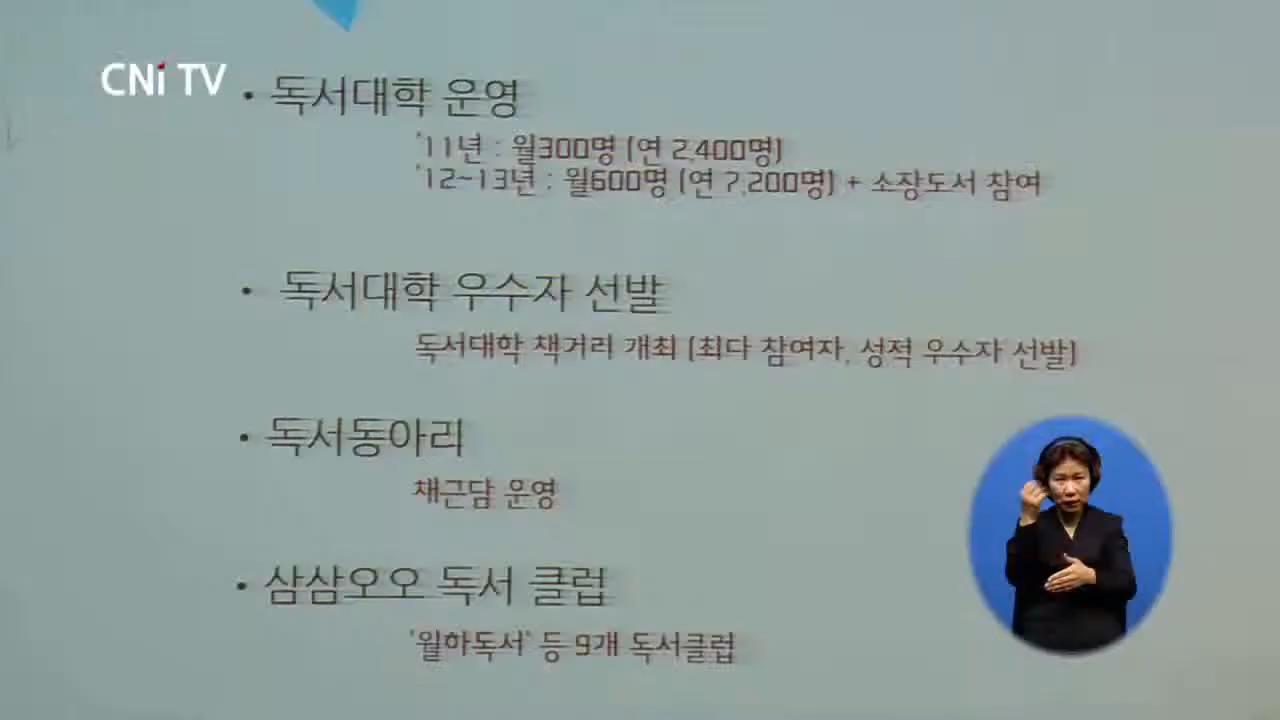 CNi TV
• 독서대학 운영
'11년 : 월300명 (연 2,400명)
'12~13년 : 월600명 (연 7,200명) + 소장도서 참여
• 독서대학 우수자 선발
독서대학 책거리 개최 (최다 참여자, 성적 우수자 선발)
• 독서동아리
채근담 운영
• 삼삼오오 독서 클럽
'월하독서' 등 9개 독서클럽